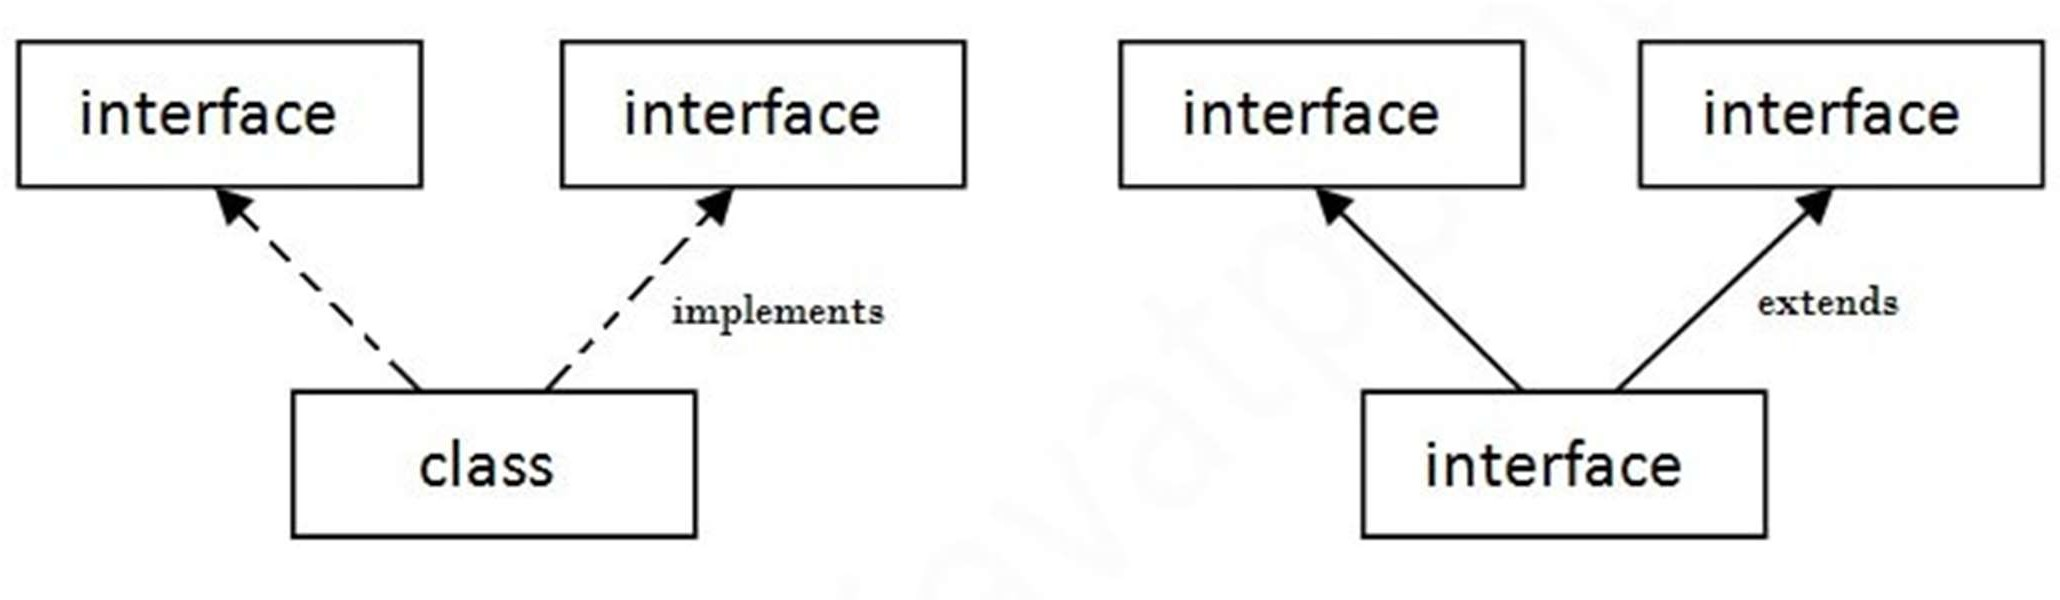 interface interface interface interface
implements
extends
class interface